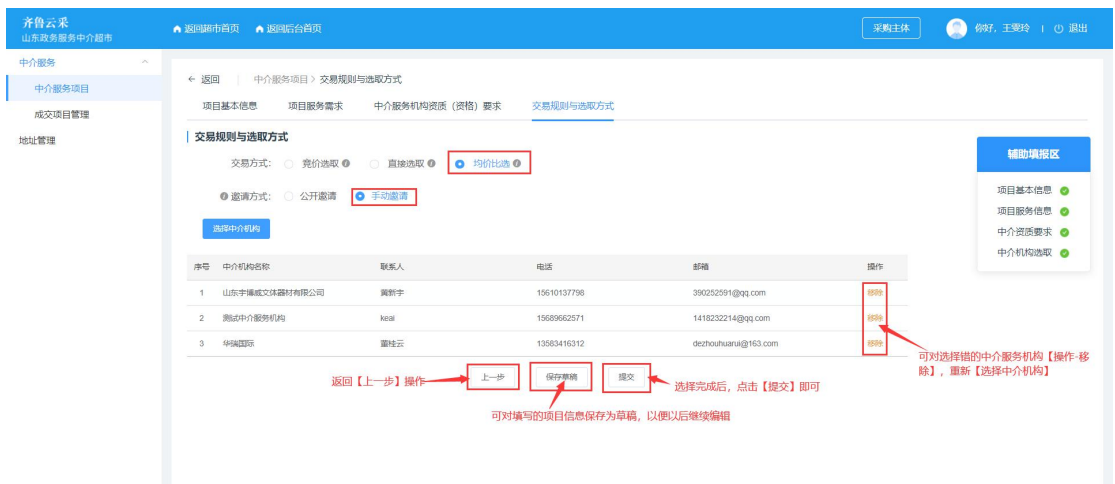 齐鲁云采
山东政务服务中介超市
返回超市首页 返回后台首页 采购主体 你好, 王雯玲 | 退出
中介服务
中介服务项目
成交项目管理
地址管理
← 返回 | 中介服务项目 > 交易规则与选取方式
项目基本信息 项目服务需求 中介服务机构资质（资格）要求 交易规则与选取方式
交易规则与选取方式
交易方式: 竞价选取 直接选取 均价比选
邀请方式: 公开邀请 手动邀请
选择中介机构
辅助填报区
项目基本信息
项目服务信息
中介资质要求
中介机构选取
序号 中介机构名称 联系人 电话 邮箱 操作
1 山东宇博威文体器材有限公司 黄新宇 15610137798 390252591@qq.com 移除
2 测试中介服务机构 keai 15689662571 1418232214@qq.com 移除
3 华瑞国际 董桂云 13583416312 dezhouhuarui@163.com 移除
可对选择错的中介服务机构【操作-移
除】, 重新【选择中介机构】
返回【上一步】操作 上一步 保存草稿 提交 选择完成后, 点击【提交】即可
可对填写的项目信息保存为草稿, 以便以后继续编辑